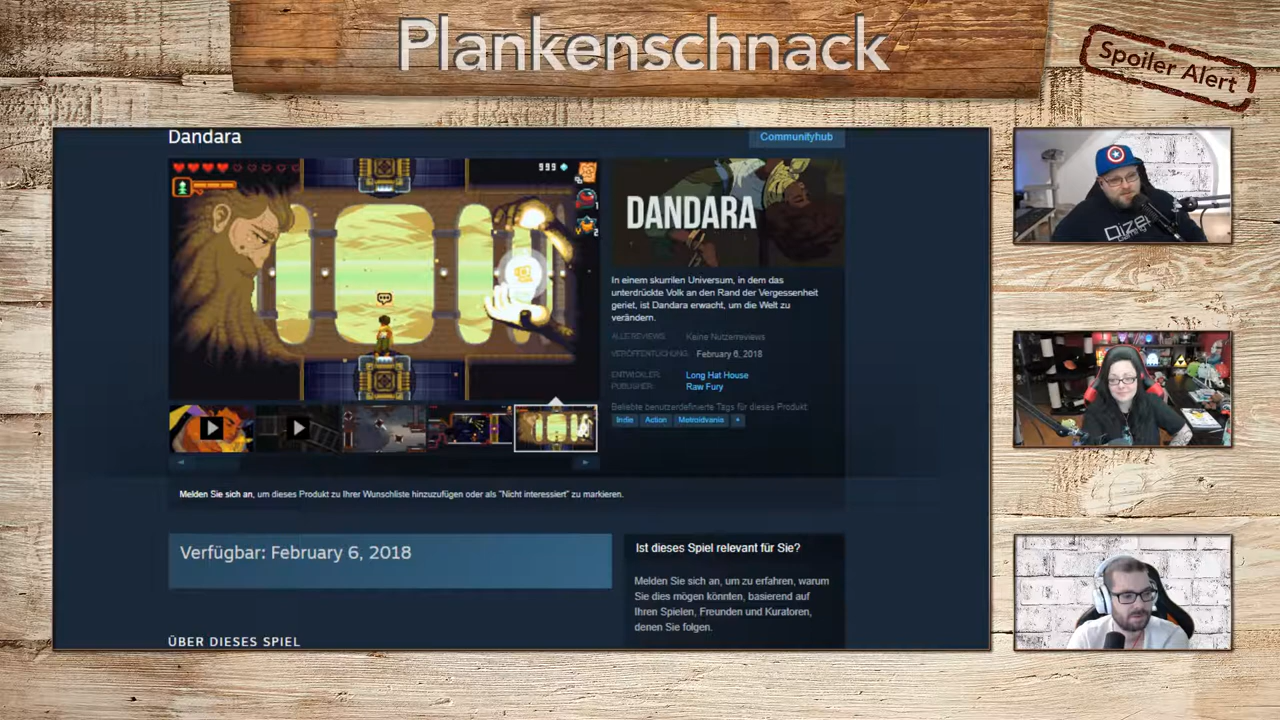 Plankenschnack
Spoiler Alert
Dandara
Communityhub
999
DANDARA
In einem skurrilen Universum, in dem das
unterdrückte Volk an den Rand der Vergessenheit
geriet, ist Dandara erwacht, um die Welt zu
verändern.
ALLE REVIEWS: Keine Nutzerreviews
VERÖFFENTLICHUNG: February 6, 2018
ENTWICKLER: Long Hat House
PUBLISHER: Raw Fury
Beliebte benutzerdefinierte Tags für dieses Produkt:
Indie Action Metroidvania +
Melden Sie sich an, um dieses Produkt zu Ihrer Wunschliste hinzuzufügen oder als "Nicht interessiert" zu markieren.
Verfügbar: February 6, 2018
Ist dieses Spiel relevant für Sie?
Melden Sie sich an, um zu erfahren, warum
Sie dies mögen könnten, basierend auf
Ihren Spielen, Freunden und Kuratoren,
denen Sie folgen.
ÜBER DIESES SPIEL